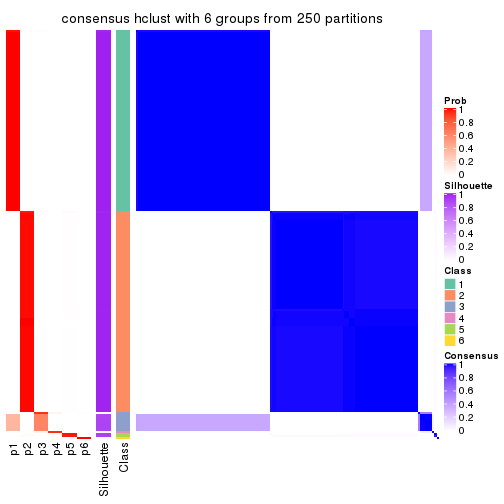 consensus hclust with 6 groups from 250 partitions
Prob
1
0.8
0.6
0.4
0.2
0
Silhouette
1
0.8
0.6
0.4
0.2
0
Class
1
2
3
4
5
6
Consensus
1
0.8
0.6
0.4
0.2
0
p1
p2
p3
p4
p5
p6
Silhouette
Class